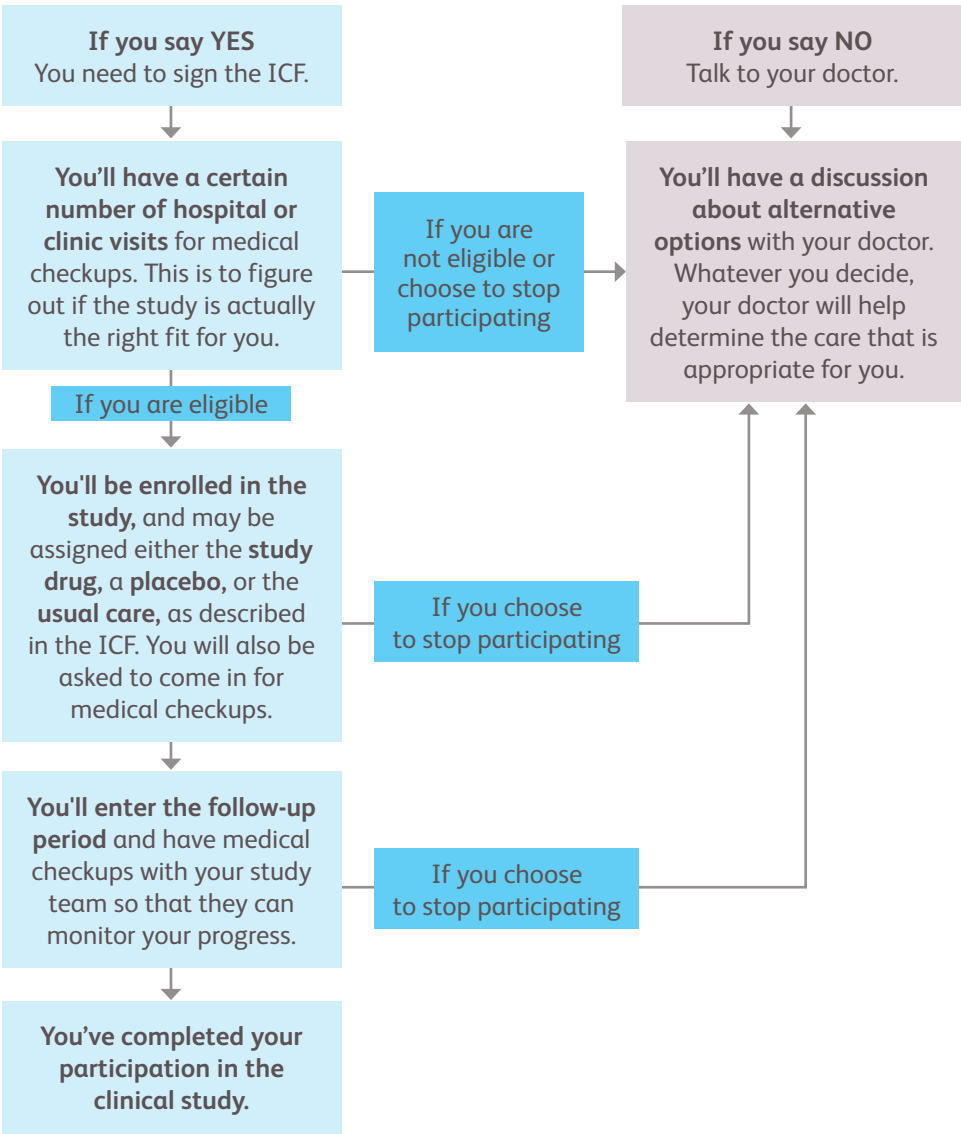 If you say YES
You need to sign the ICF.
If you say NO
Talk to your doctor.
You’ll have a certain
number of hospital or
clinic visits for medical
checkups. This is to figure
out if the study is actually
the right fit for you.
If you are
not eligible or
choose to stop
participating
You’ll have a discussion
about alternative
options with your doctor.
Whatever you decide,
your doctor will help
determine the care that is
appropriate for you.
If you are eligible
You'll be enrolled in the
study, and may be
assigned either the study
drug, a placebo, or the
usual care, as described
in the ICF. You will also be
asked to come in for
medical checkups.
If you choose
to stop participating
You'll enter the follow-up
period and have medical
checkups with your study
team so that they can
monitor your progress.
If you choose
to stop participating
You’ve completed your
participation in the
clinical study.